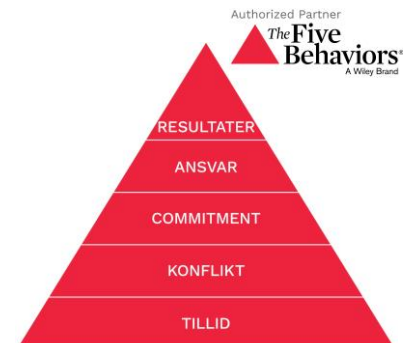 Authorized Partner
The Five
Behaviors®
A Wiley Brand
RESULTATER
ANSVAR
COMMITMENT
KONFLIKT
TILLID